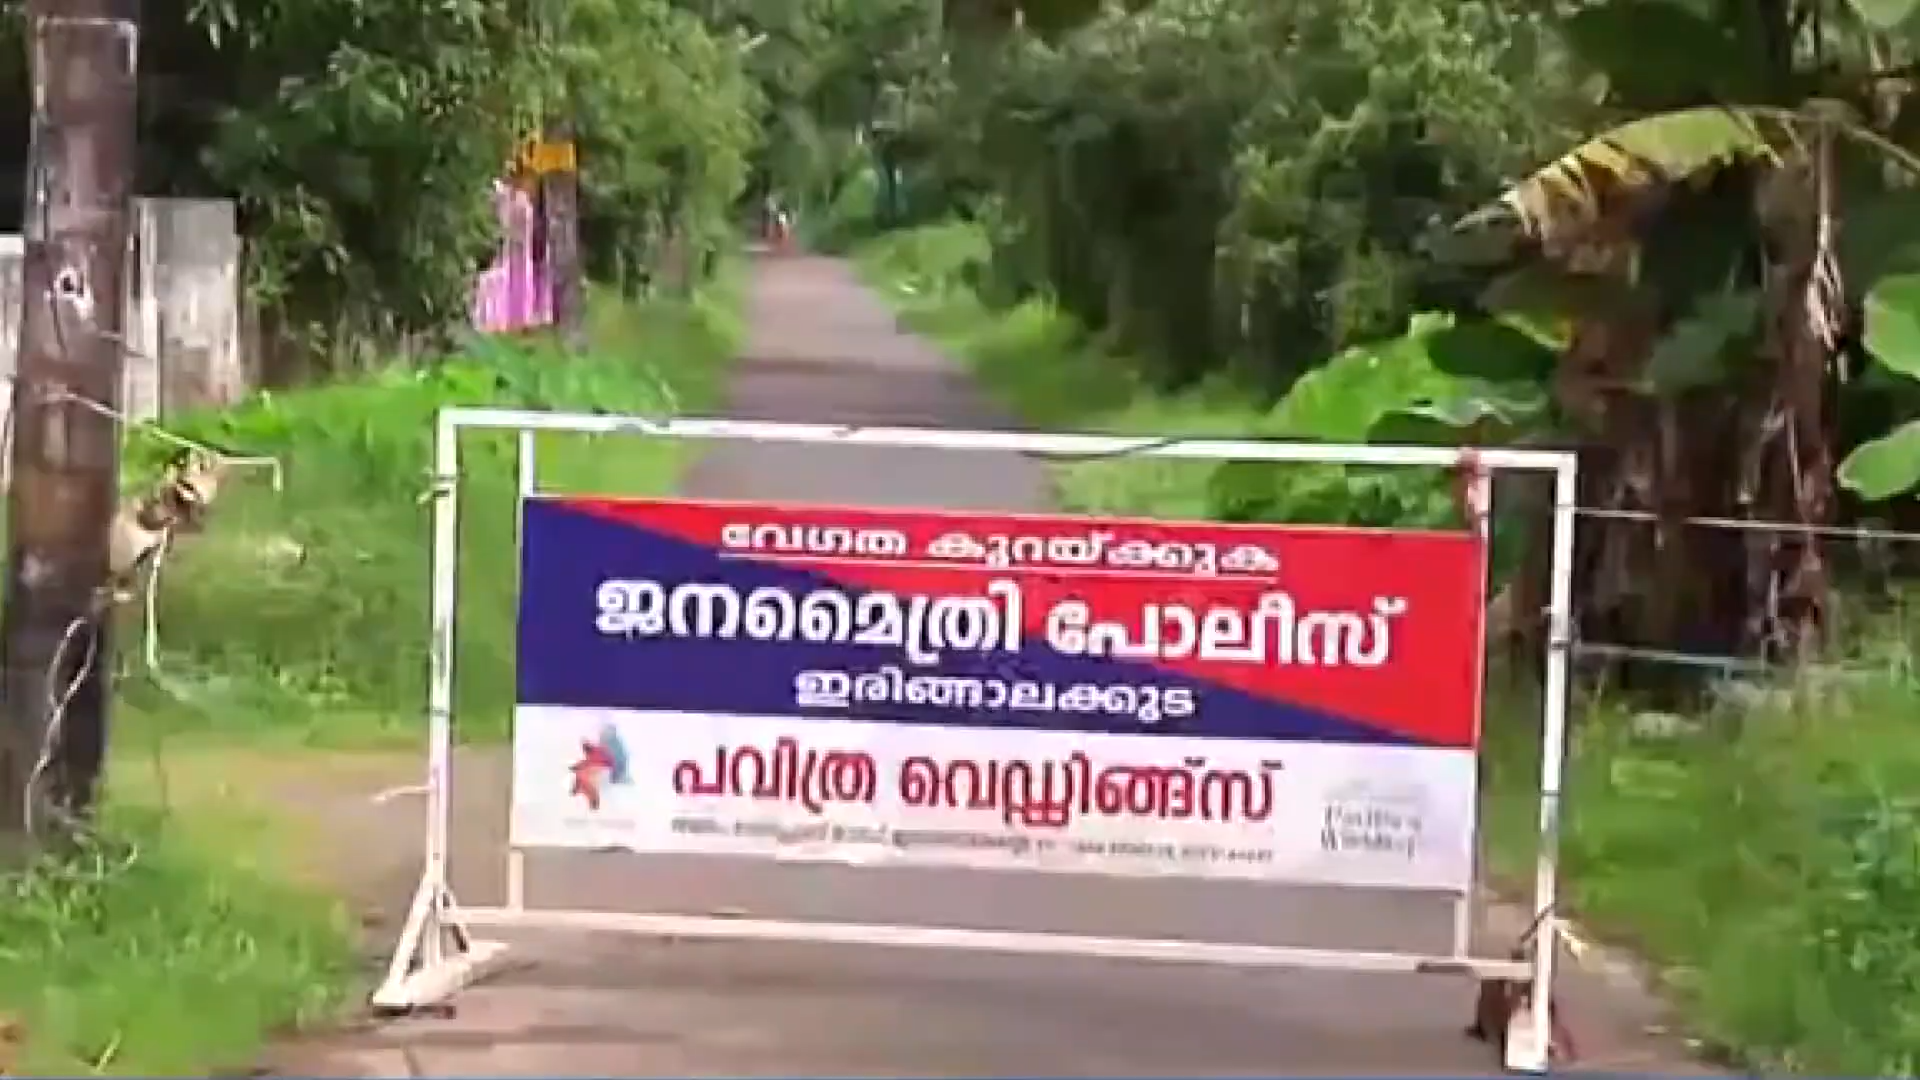 വേഗത കുറയ്ക്കുക
ജനമൈത്രി പോലീസ്
ഇരിങ്ങാലക്കുട
പവിത്ര വെഡ്ഡിങ്ങ്സ്